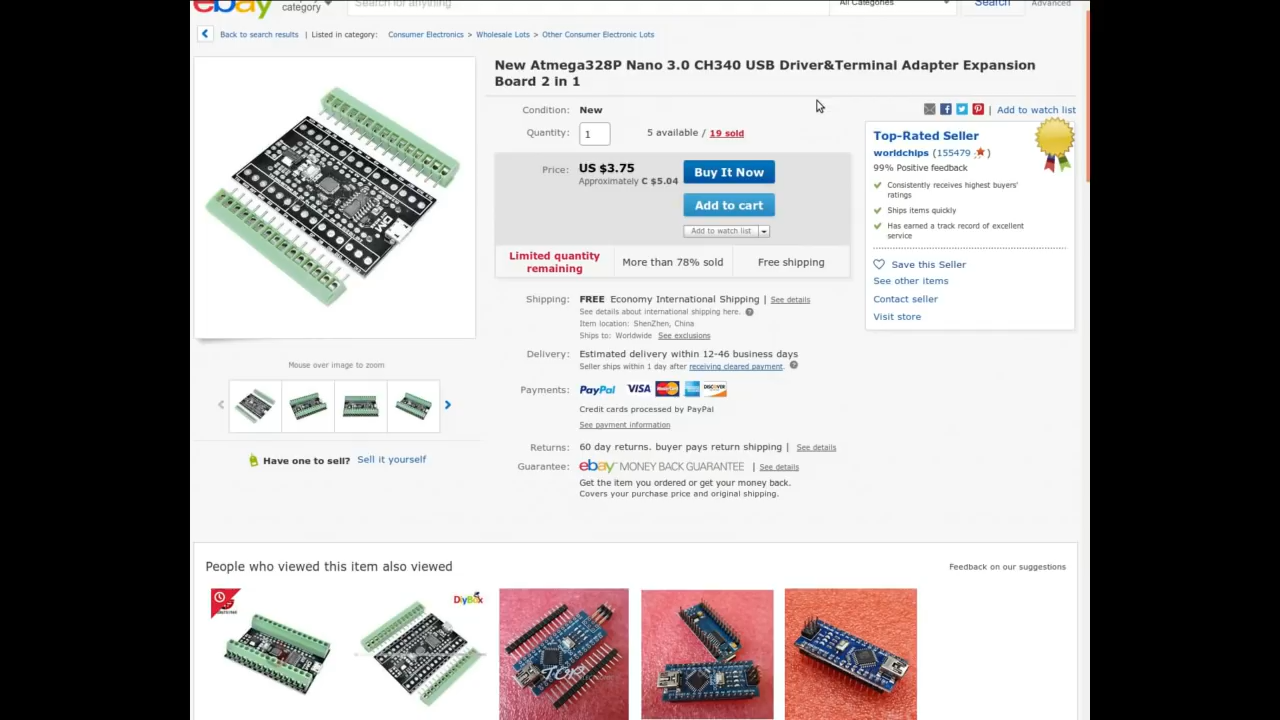 ebay
category
Search for anything
All Categories
Search
Advanced
Back to search results | Listed in category: Consumer Electronics > Wholesale Lots > Other Consumer Electronic Lots
New Atmega328P Nano 3.0 CH340 USB Driver&Terminal Adapter Expansion
Board 2 in 1
Condition: New
Quantity: 1
5 available / 19 sold
Price: US $3.75
Approximately C $5.04
Buy It Now
Add to cart
Add to watch list
Limited quantity
remaining
More than 78% sold
Free shipping
Shipping: FREE Economy International Shipping | See details
See details about international shipping here.
Item location: ShenZhen, China
Ships to: Worldwide See exclusions
Delivery: Estimated delivery within 12-46 business days
Seller ships within 1 day after receiving cleared payment.
Payments: PayPal VISA MasterCard DISCOVER
Credit cards processed by PayPal
See payment information
Returns: 60 day returns. buyer pays return shipping | See details
Guarantee: ebay MONEY BACK GUARANTEE | See details
Get the item you ordered or get your money back.
Covers your purchase price and original shipping.
| Add to watch list
Top-Rated Seller
worldchips (155479 )
99% Positive feedback
Consistently receives highest buyers'
ratings
Ships items quickly
Has earned a track record of excellent
service
Save this Seller
See other items
Contact seller
Visit store
Mouse over image to zoom
Have one to sell? Sell it yourself
People who viewed this item also viewed
Feedback on our suggestions
DiyBox